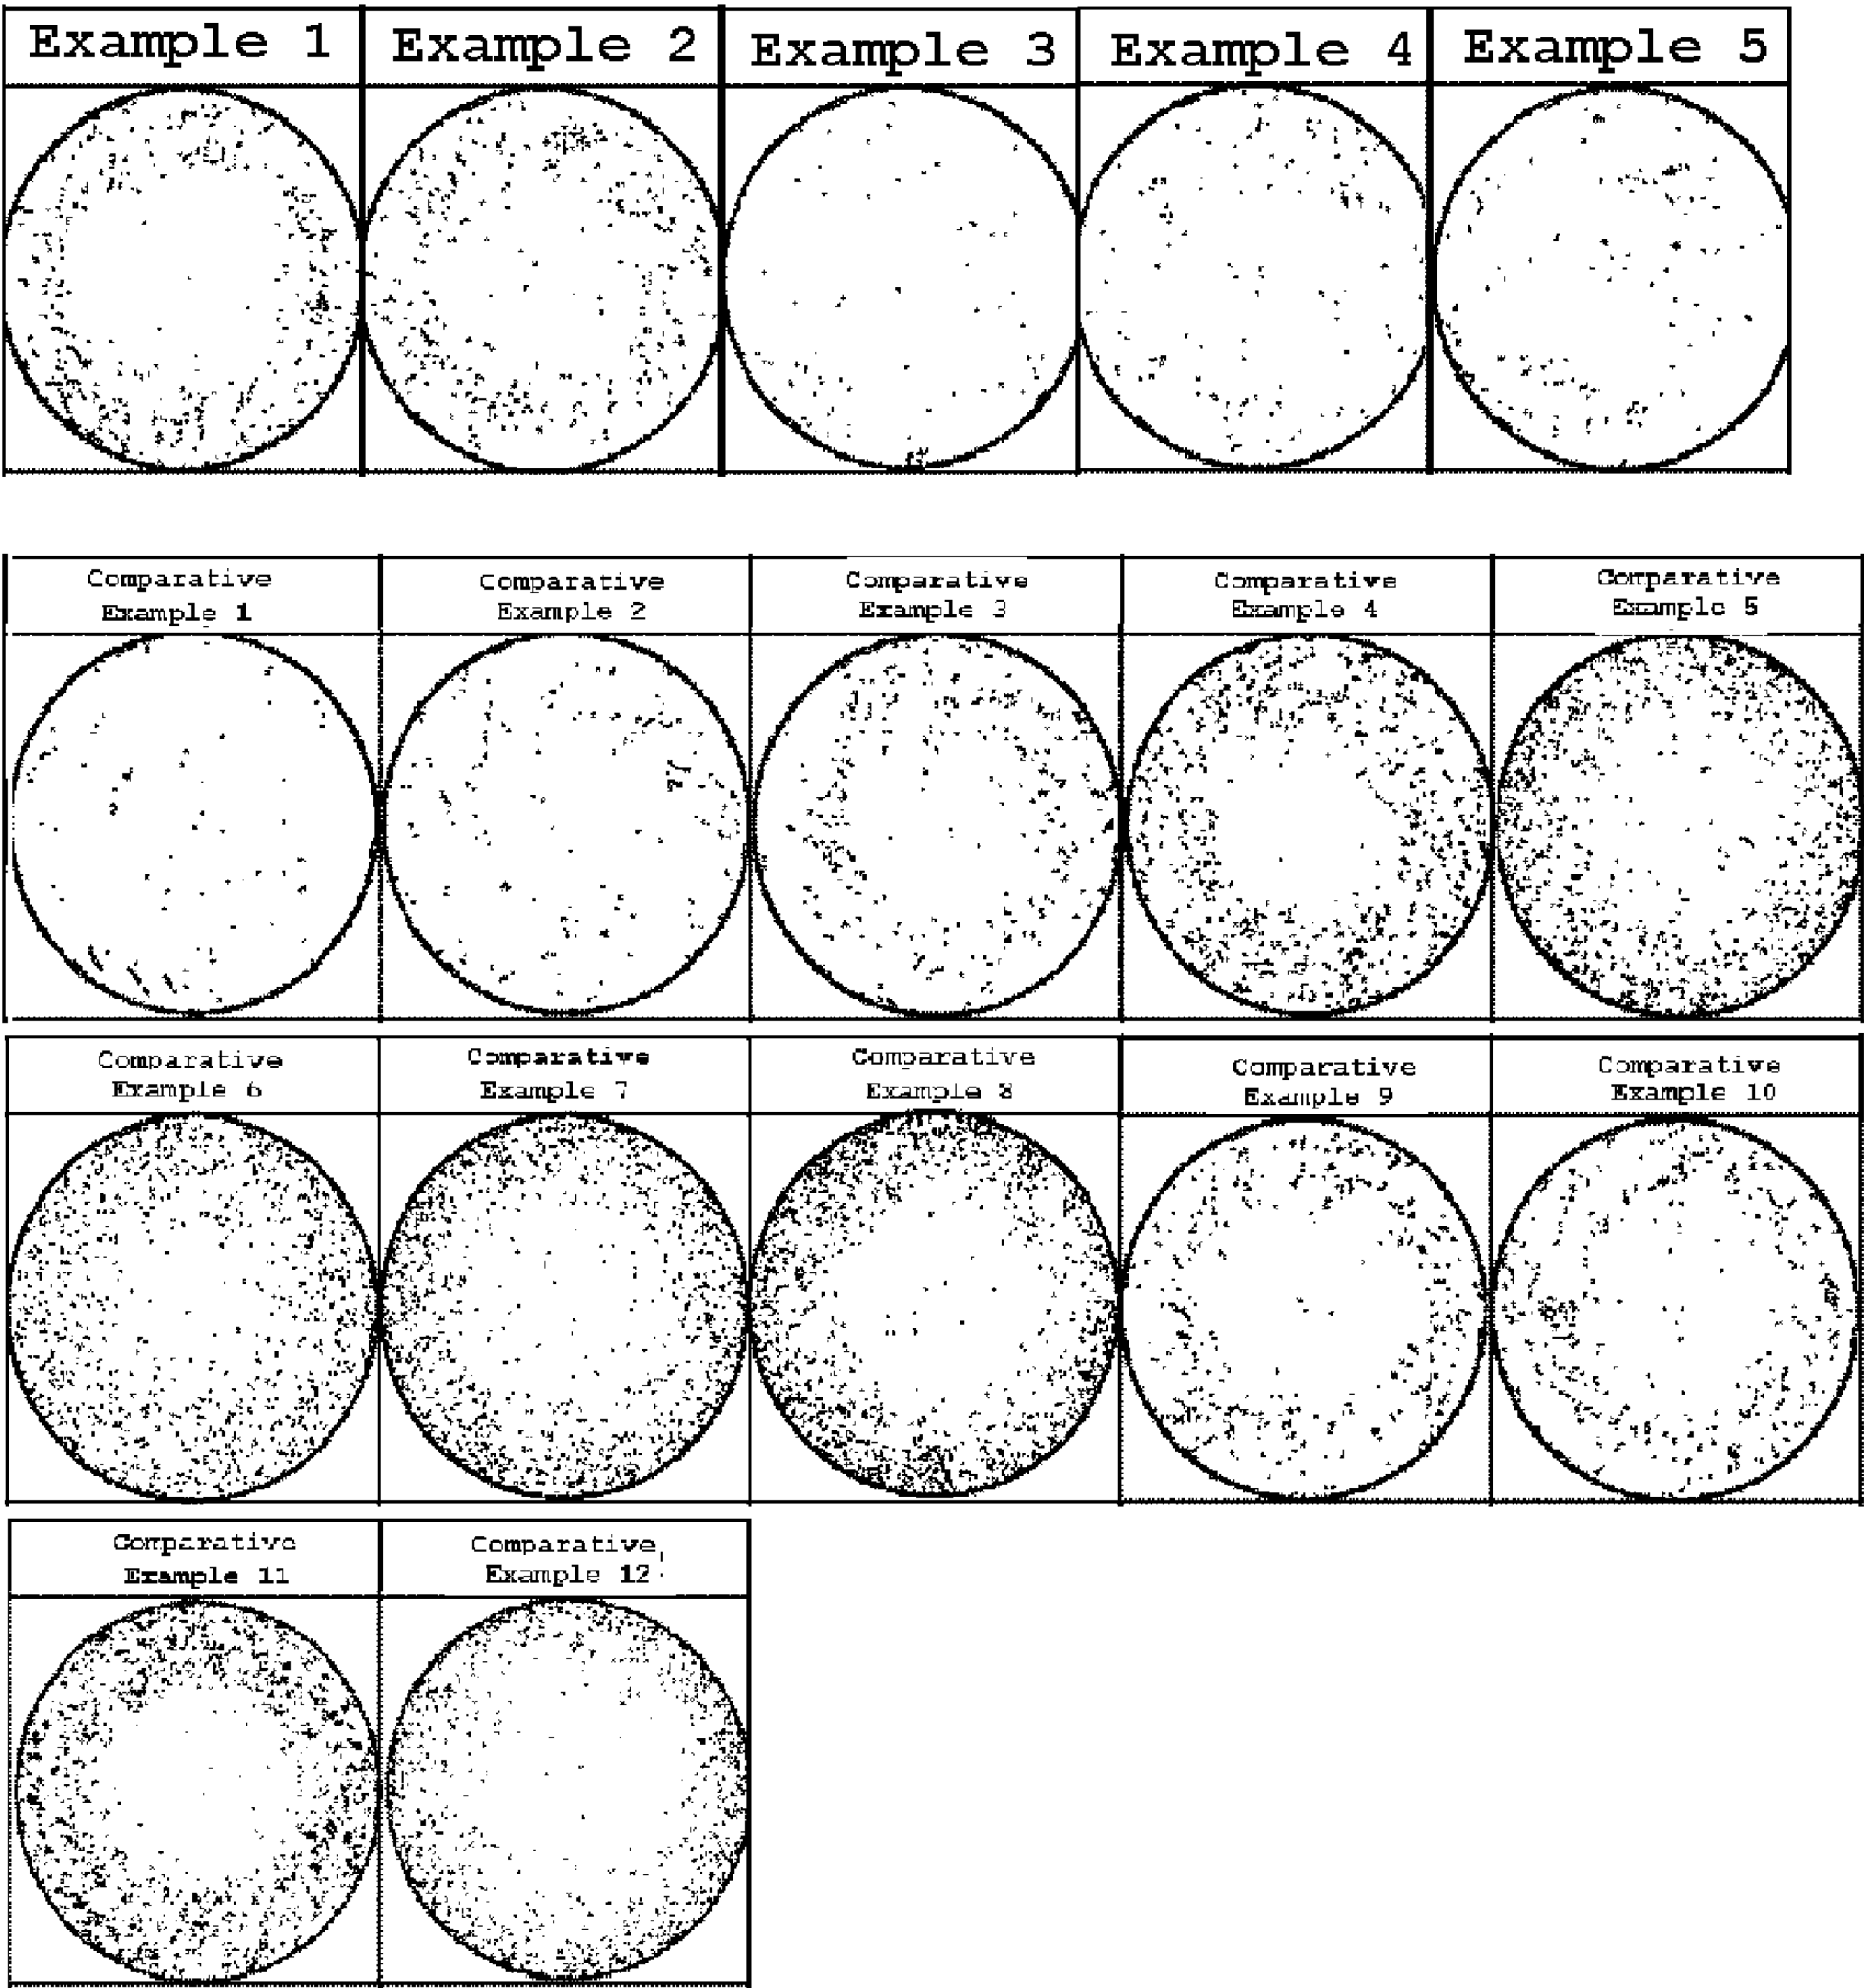 Example 1
Example 2
Example 3
Example 4
Example 5
Comparative
Example 1
Comparative
Example 2
Comparative
Example 3
Comparative
Example 4
Comparative
Example 5
Comparative
Example 6
Comparative
Example 7
Comparative
Example 8
Comparative
Example 9
Comparative
Example 10
Comparative
Example 11
Comparative
Example 12